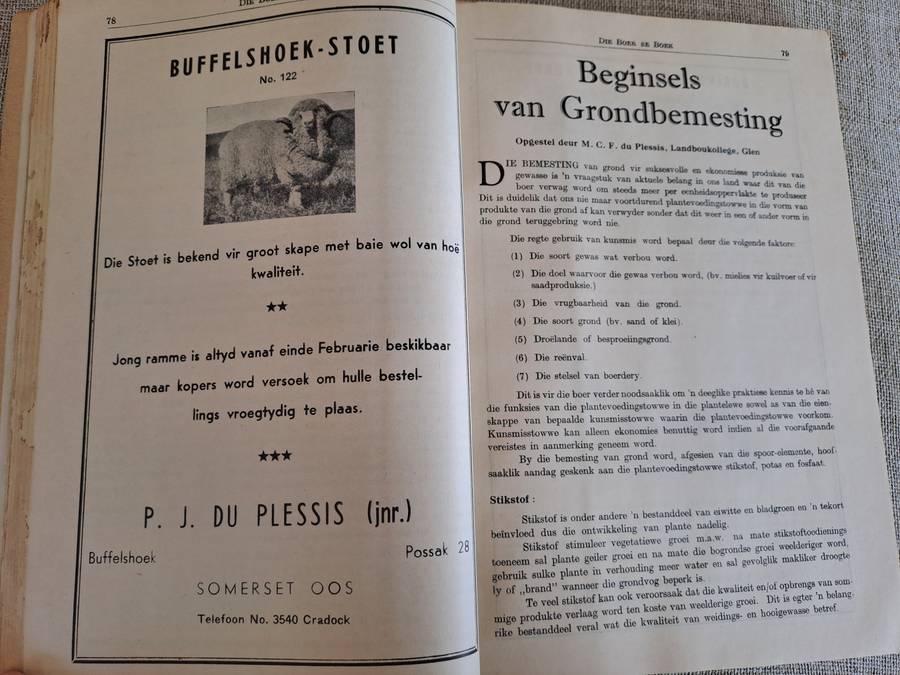 78
BUFFELSHOEK-STOET
No. 122
Die Stoet is bekend vir groot skape met baie wol van hoë
kwaliteit.
★★
Jong ramme is altyd vanaf einde Februarie beskikbaar
maar kopers word versoek om hulle bestel-
lings vroegtydig te plaas.
★★★
P. J. DU PLESSIS (jnr.)
Buffelshoek Possak 28
SOMERSET OOS
Telefoon No. 3540 Cradock
DIE BOER SE BOEK 79
Beginsels
van Grondbemesting
Opgestel deur M. C. F. du Plessis, Landboukollege, Glen
DIE BEMESTING van grond vir suksesvolle en ekonomiese produksie van
gewasse is 'n vraagstuk van aktuele belang in ons land waar dit van die
boer verwag word om steeds meer per eenheidsoppervlakte te produseer
Dit is duidelik dat ons nie maar voortdurend plantevoedingstowwe in die vorm van
produkte van die grond af kan verwyder sonder dat dit weer in een of ander vorm in
die grond teruggebring word nie.
Die regte gebruik van kunsmis word bepaal deur die volgende faktore:
(1) Die soort gewas wat verbou word.
(2) Die doel waarvoor die gewas verbou word, (bv. mielies vir kuilvoer of vir
saadproduksie.)
(3) Die vrugbaarheid van die grond.
(4) Die soort grond (bv. sand of klei).
(5) Droëlande of besproeiingsgrond.
(6) Die reënval.
(7) Die stelsel van boerdery.
Dit is vir die boer verder noodsaaklik om 'n deeglike praktiese kennis te hê van
die funksies van die plantevoedingstowwe in die plantelewe sowel as van die eien-
skappe van bepaalde kunsmisstowwe waarin die plantevoedingstowwe voorkom.
Kunsmisstowwe kan alleen ekonomies benuttig word indien al die voorafgaande
vereistes in aanmerking geneem word.
By die bemesting van grond word, afgesien van die spoor-elemente, hoof-
saaklik aandag geskenk aan die plantevoedingstowwe stikstof, potas en fosfaat.
Stikstof :
Stikstof is onder andere 'n bestanddeel van eiwitte en bladgroen en 'n tekort
beïnvloed dus die ontwikkeling van plante nadelig.
Stikstof stimuleer vegetatiewe groei m.a.w. na mate stikstoftoedienings
toeneem sal plante geiler groei en na mate die bogrondse groei weelderiger word,
gebruik sulke plante in verhouding meer water en sal gevolglik makliker droogte
ly of „brand" wanneer die grondvog beperk is.
Te veel stikstof kan ook veroorsaak dat die kwaliteit en/of opbrengs van som-
mige produkte verlaag word ten koste van weelderige groei. Dit is egter 'n belang
rike bestanddeel veral wat die kwaliteit van weidings- en hooigewasse betref.